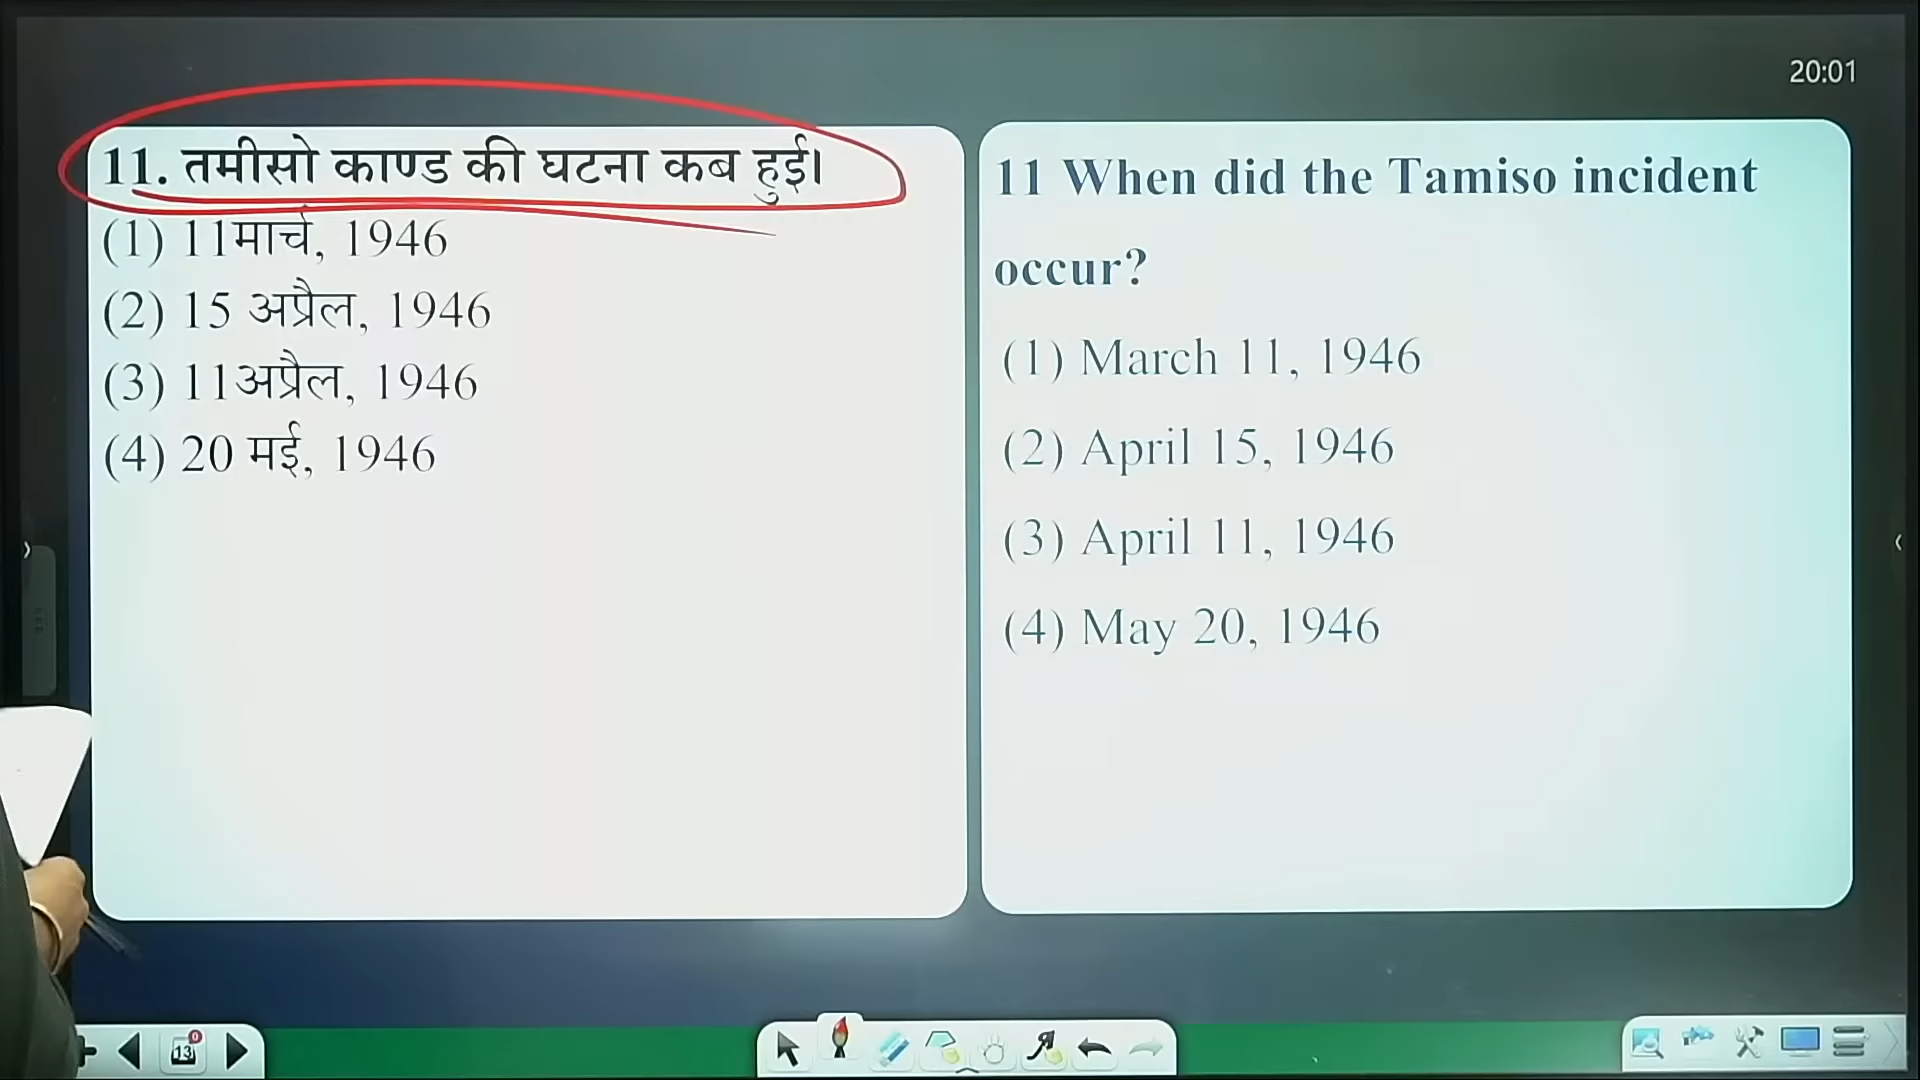 20:01
11. तमीसो काण्ड की घटना कब हुई।
(1) 11मार्च, 1946
(2) 15 अप्रैल, 1946
(3) 11अप्रैल, 1946
(4) 20 मई, 1946
11 When did the Tamiso incident
occur?
(1) March 11, 1946
(2) April 15, 1946
(3) April 11, 1946
(4) May 20, 1946
13
0